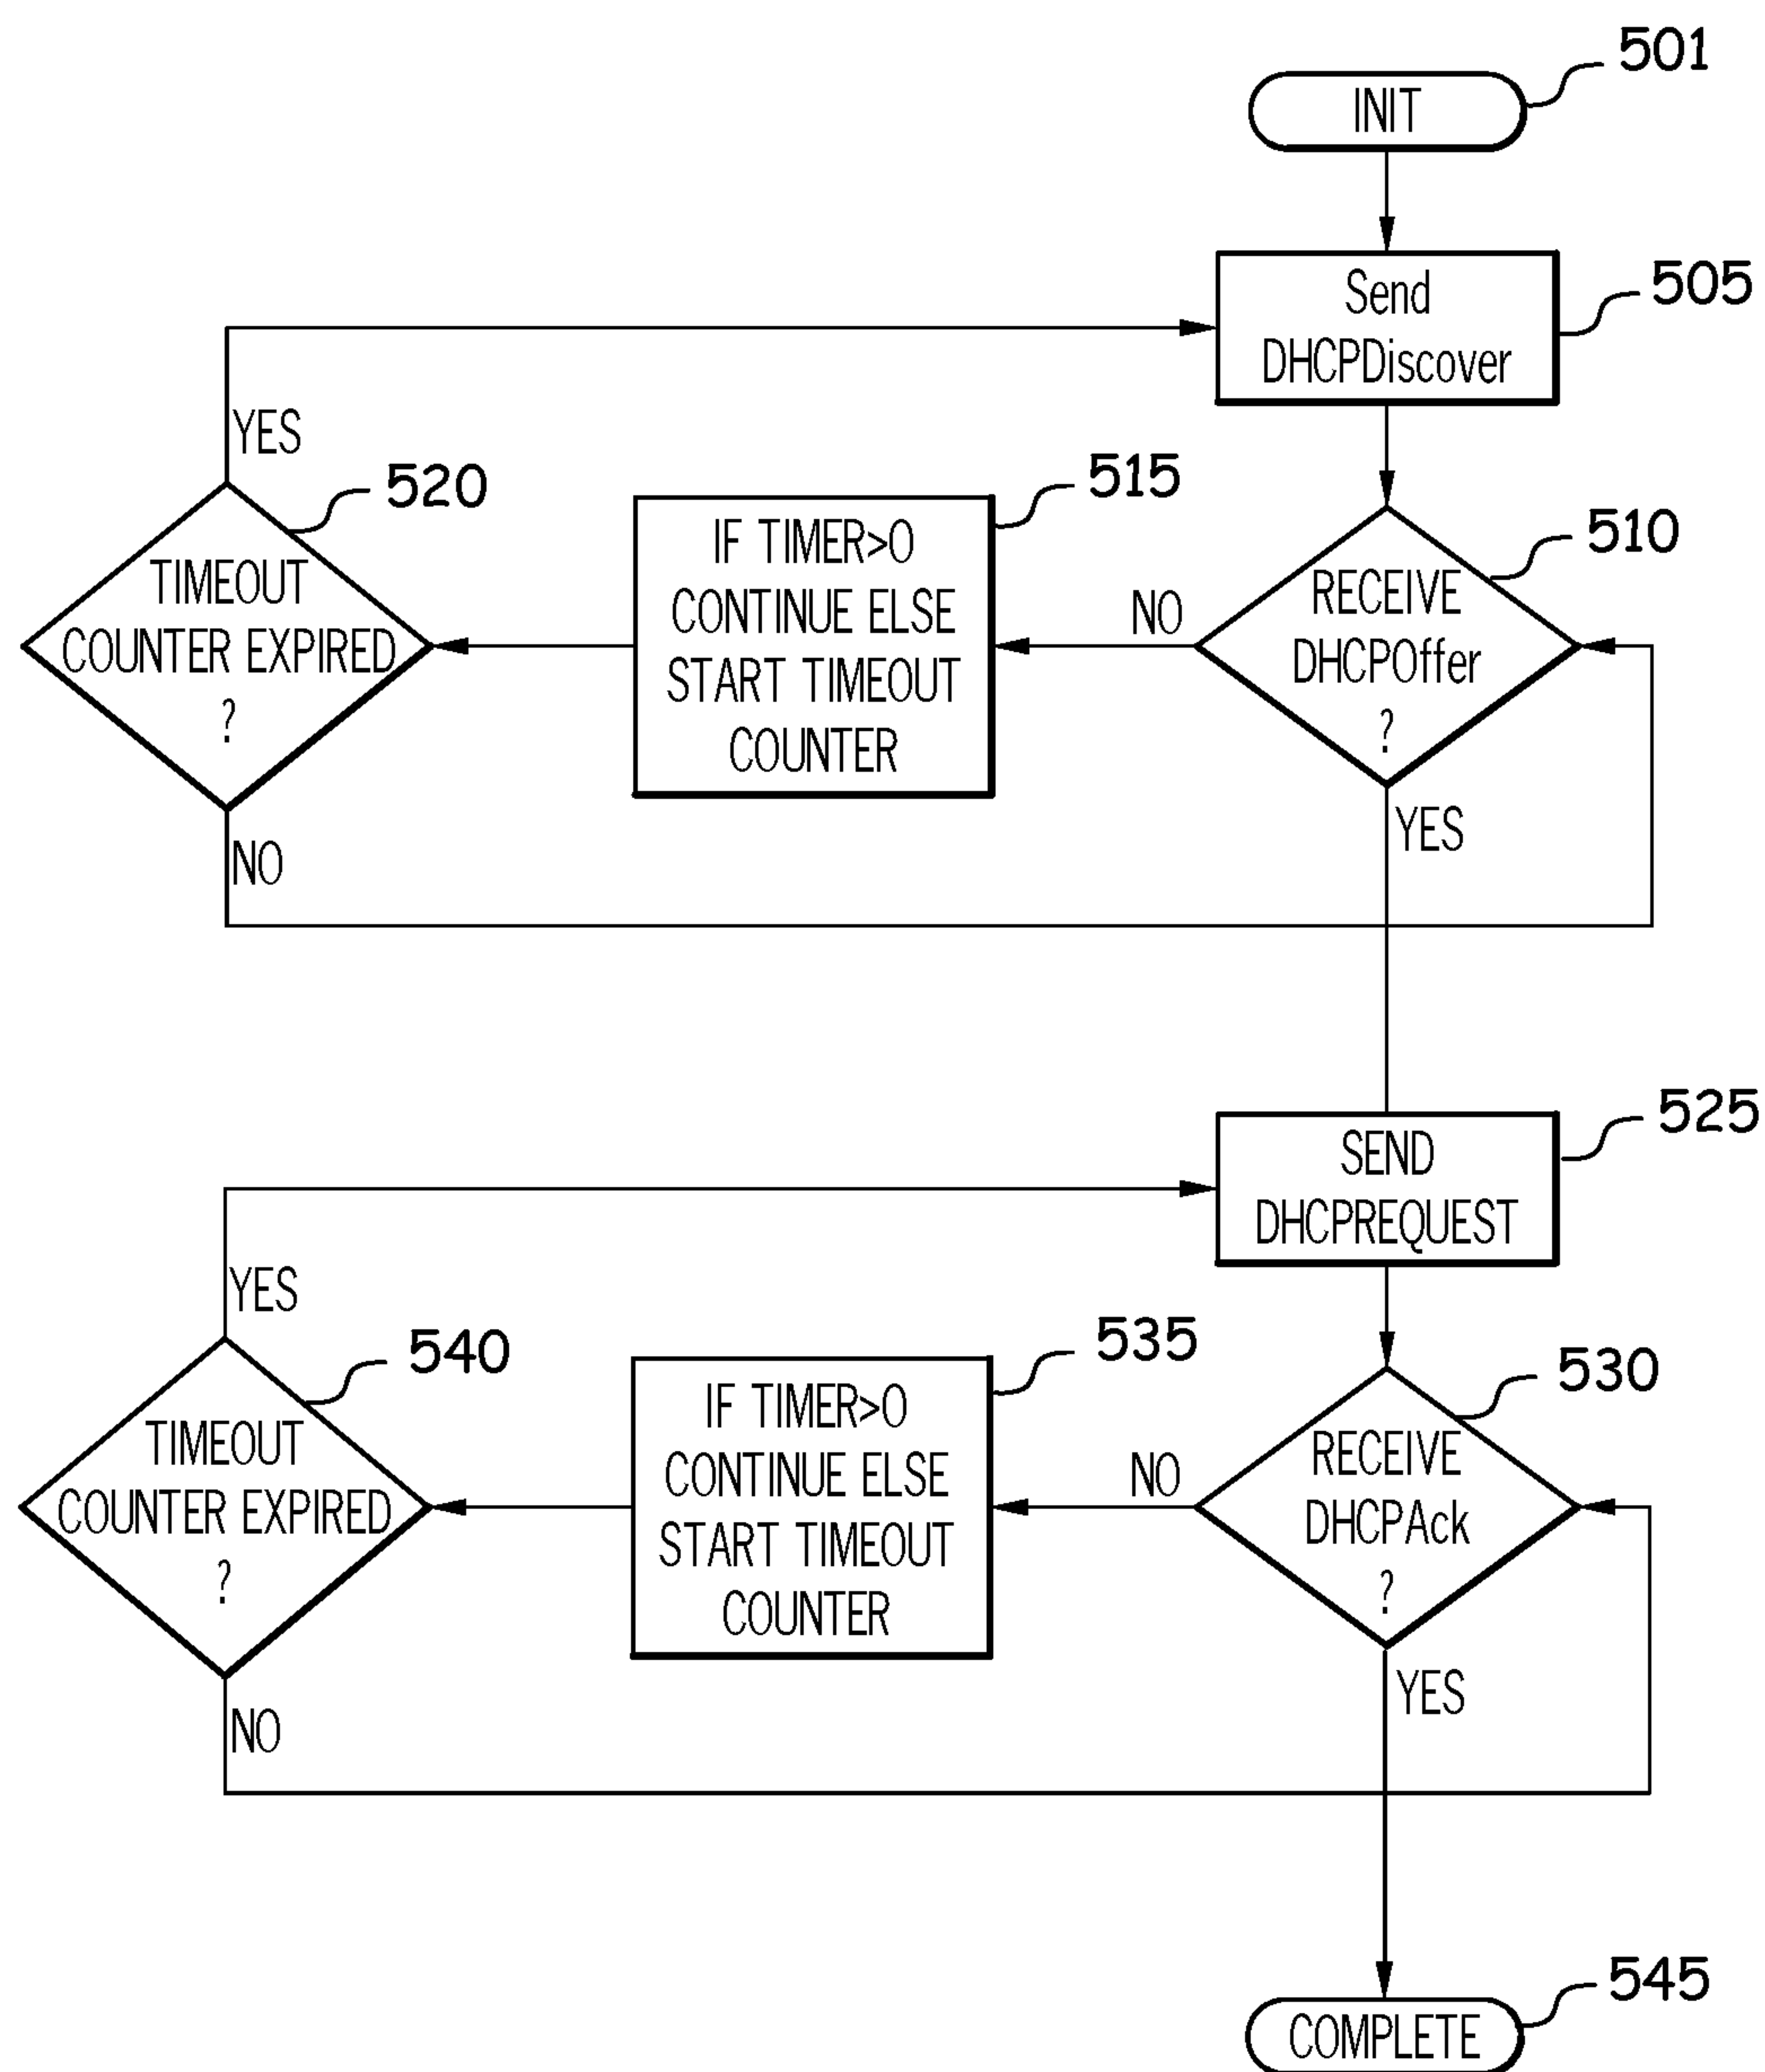 501
INIT
505
Send
DHCPDiscover
YES
520
515
510
TIMEOUT
COUNTER EXPIRED
?
IF TIMER>0
CONTINUE ELSE
START TIMEOUT
COUNTER
NO
RECEIVE
DHCPOffer
?
YES
NO
525
SEND
DHCPREQUEST
YES
540
535
530
TIMEOUT
COUNTER EXPIRED
?
IF TIMER>0
CONTINUE ELSE
START TIMEOUT
COUNTER
NO
RECEIVE
DHCPAck
?
YES
NO
545
COMPLETE